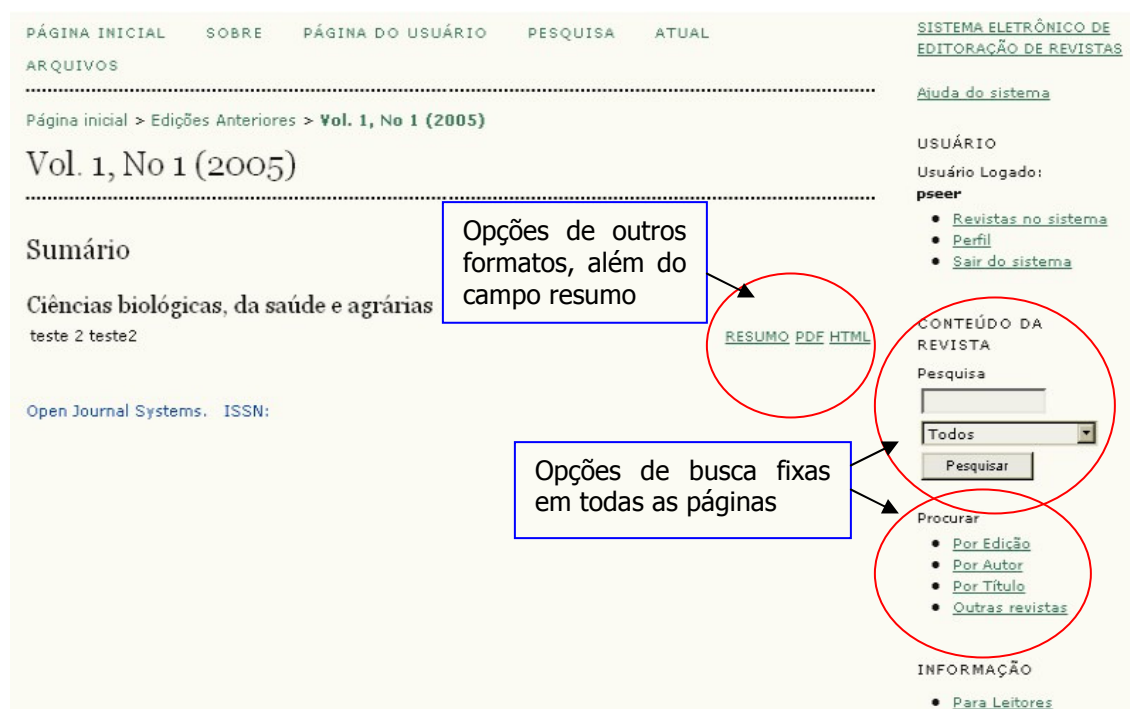 PÁGINA INICIAL SOBRE PÁGINA DO USUÁRIO PESQUISA ATUAL
ARQUIVOS
Página inicial > Edições Anteriores > Vol. 1, No 1 (2005)
Vol. 1, No 1 (2005)
Sumário
Ciências biológicas, da saúde e agrárias
teste 2 teste2
RESUMO PDF HTML
Open Journal Systems. ISSN:
Opções de outros
formatos, além do
campo resumo
Opções de busca fixas
em todas as páginas
SISTEMA ELETRÔNICO DE
EDITORAÇÃO DE REVISTAS
Ajuda do sistema
USUÁRIO
Usuário Logado:
pseer
Revistas no sistema
Perfil
Sair do sistema
CONTEÚDO DA
REVISTA
Pesquisa
Todos
Pesquisar
Procurar
Por Edição
Por Autor
Por Título
Outras revistas
INFORMAÇÃO
Para Leitores